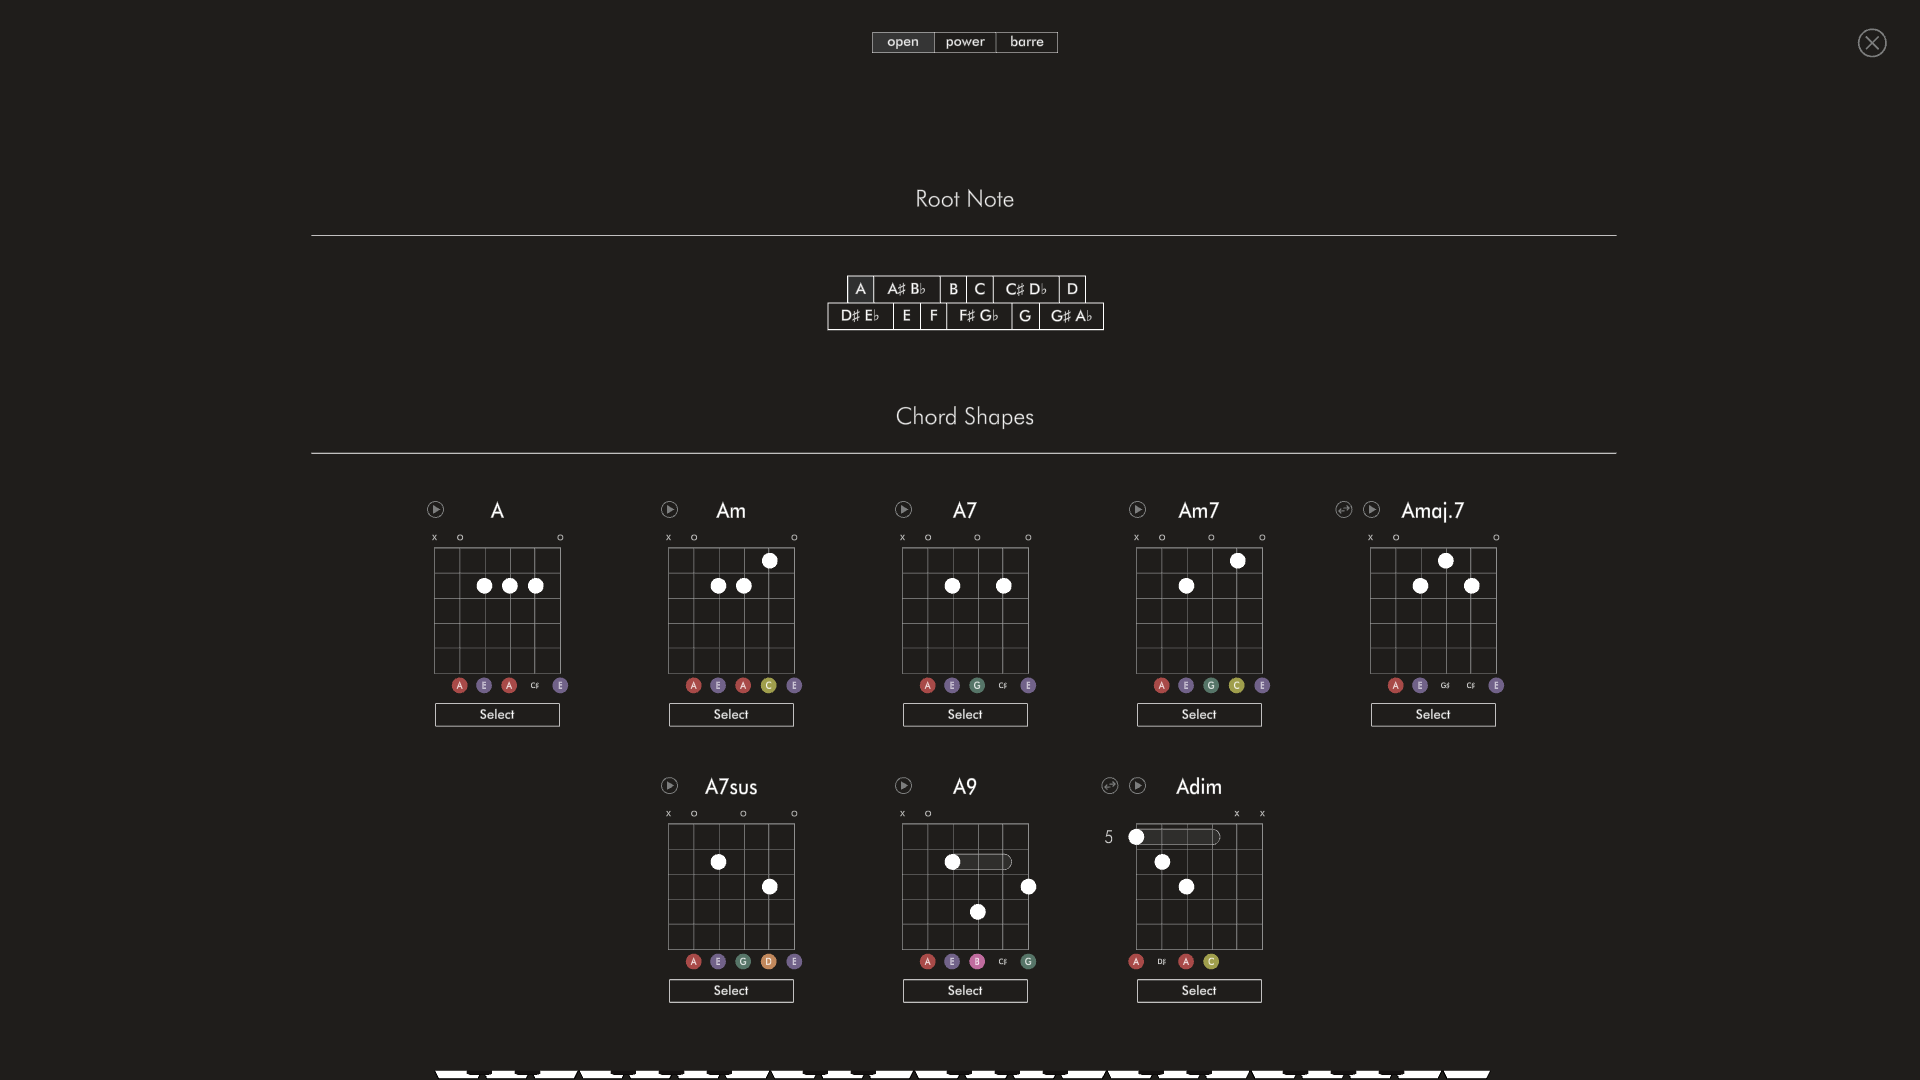 open power barre
Root Note
A A♯ B♭ B C C♯ D♭ D
D♯ E♭ E F F♯ G♭ G G♯ A♭
Chord Shapes
A Am A7 Am7 Amaj.7
x o o x o o x o o o x o o o x o o
A E A C♯ E A E A C E A E G C♯ E A E G C E A E G♯ C♯ E
Select Select Select Select Select
A7sus A9 Adim
x o o o x o x x
5
A E G D E A E B C♯ G A D♯ A C
Select Select Select